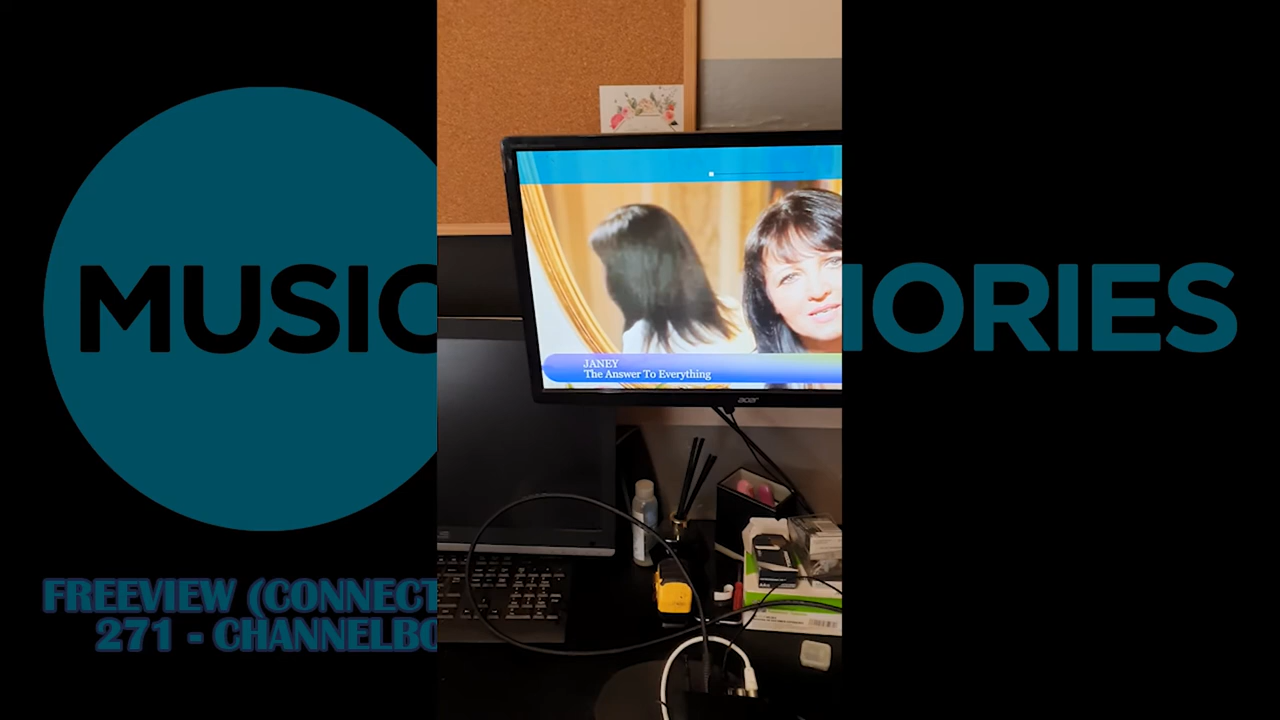 MUSIC
MORIES
JANEY
The Answer To Everything
acer
FREEVIEW (CONNECT
271 - CHANNELBO